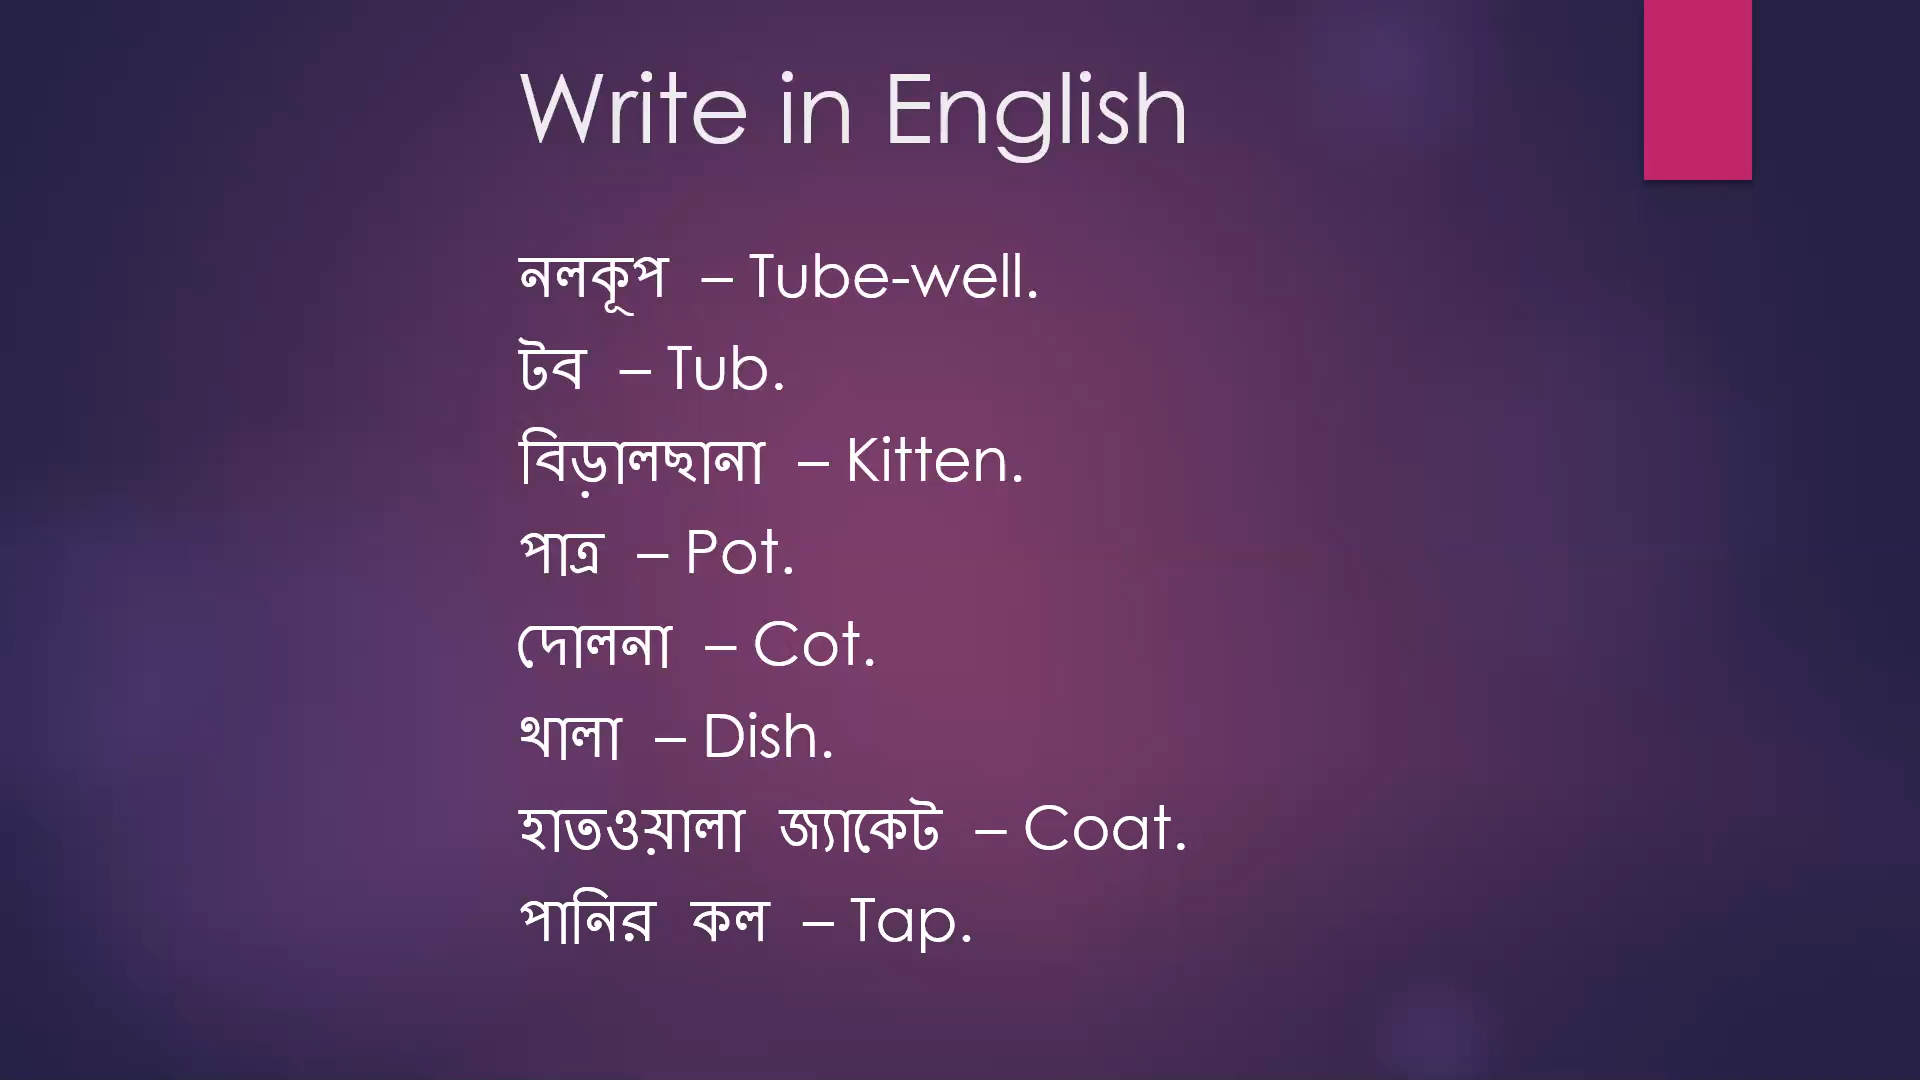 Write in English
নলকূপ – Tube-well.
টব – Tub.
বিড়ালছানা – Kitten.
পাত্র – Pot.
দোলনা – Cot.
থালা – Dish.
হাতওয়ালা জ্যাকেট – Coat.
পানির কল – Tap.